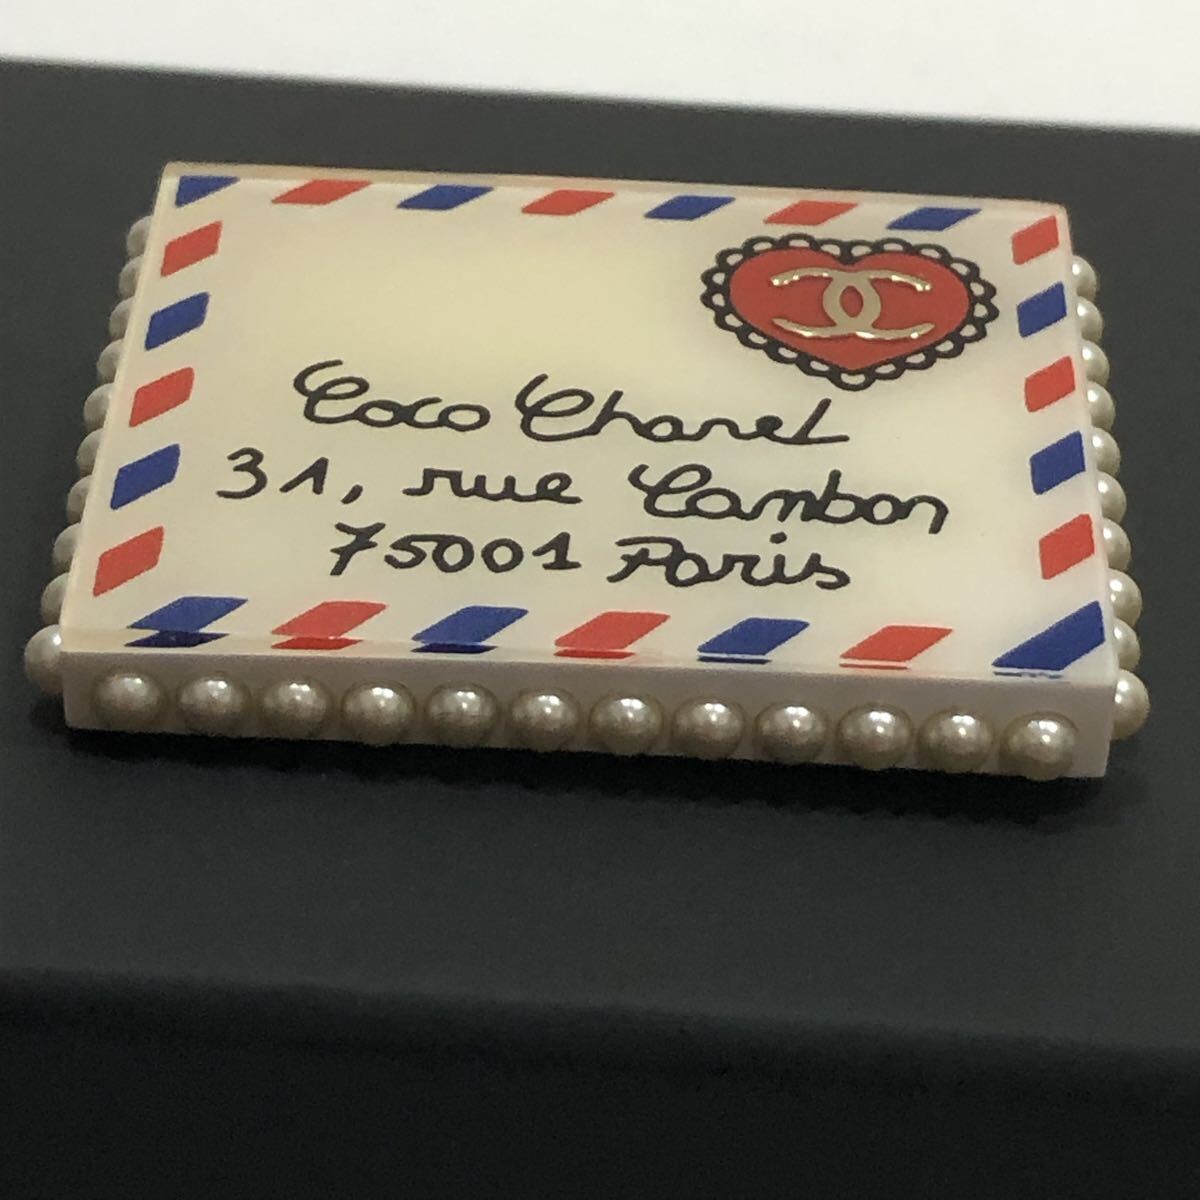 Coco Chanel
31, rue Cambon
75001 Paris